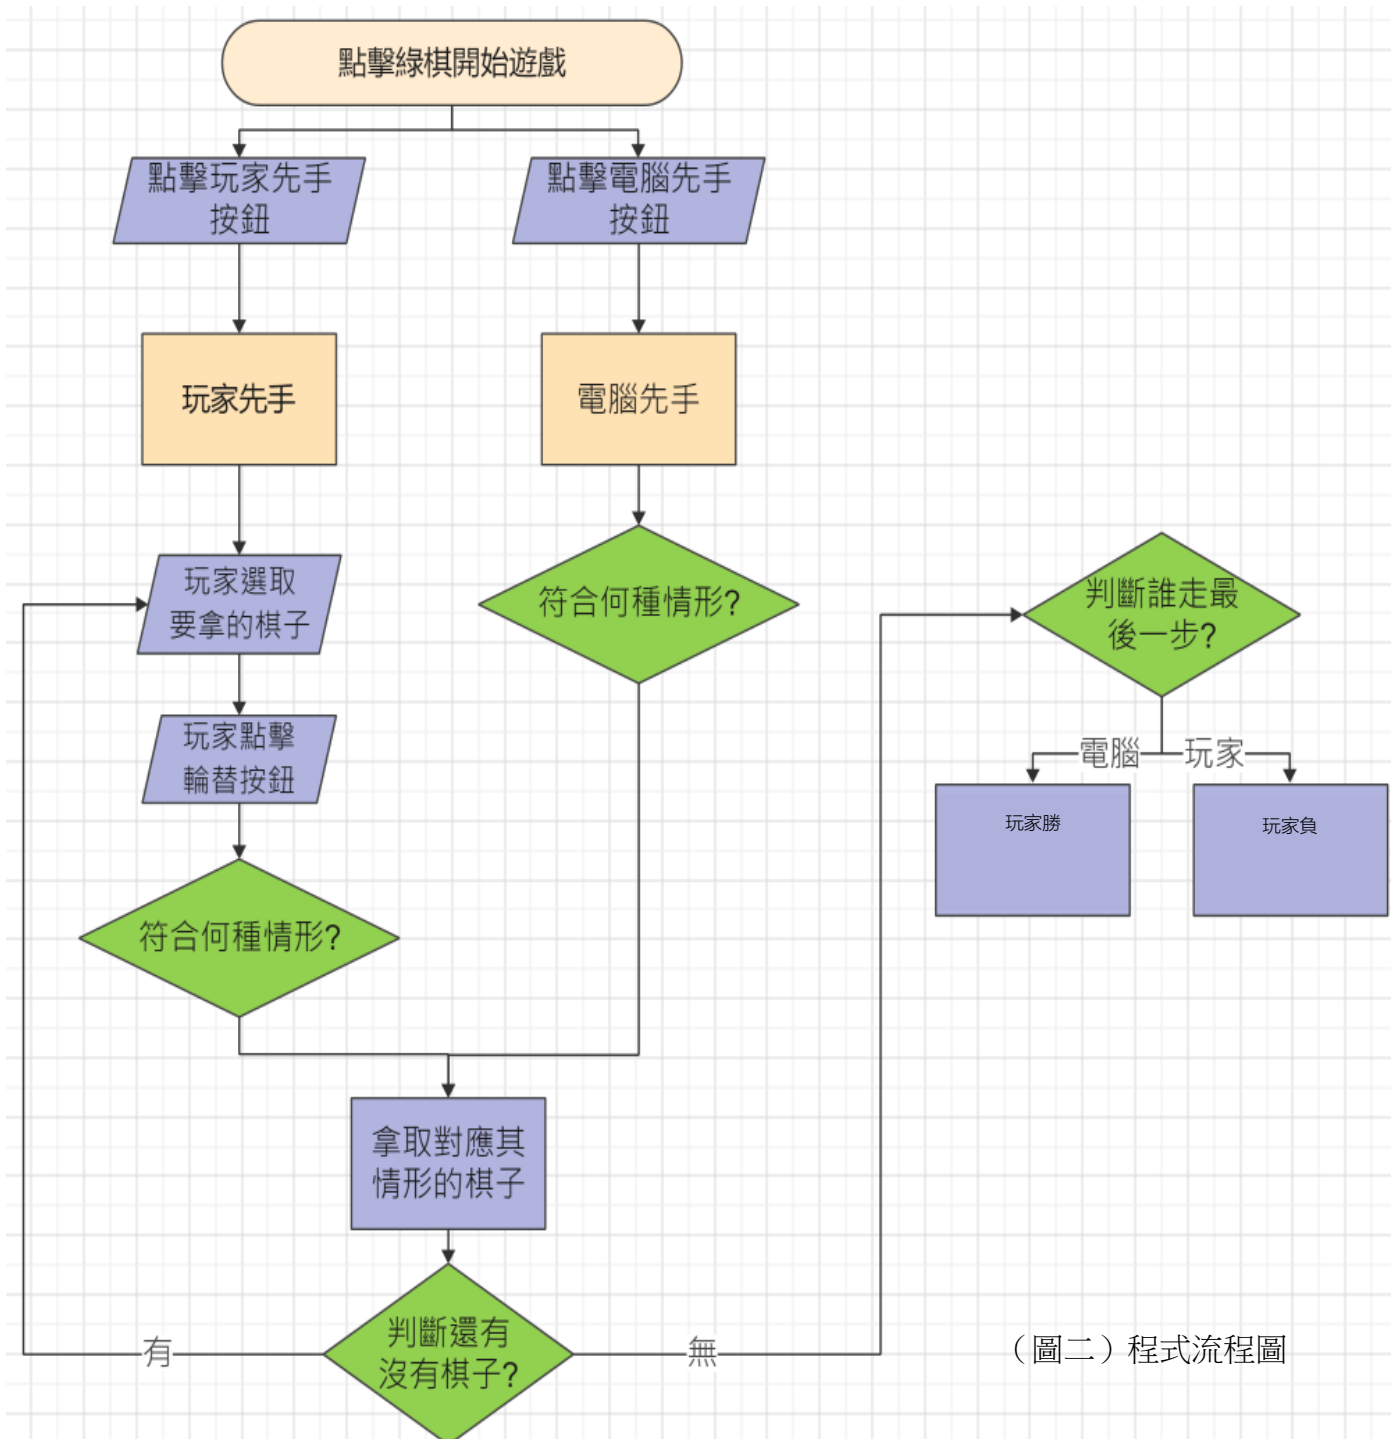 點擊綠棋開始遊戲
點擊玩家先手
按鈕
點擊電腦先手
按鈕
玩家先手
電腦先手
玩家選取
要拿的棋子
符合何種情形?
判斷誰走最
後一步?
玩家點擊
輪替按鈕
電腦
玩家
玩家勝
玩家負
符合何種情形?
拿取對應其
情形的棋子
判斷還有
沒有棋子?
有
無
（圖二）程式流程圖